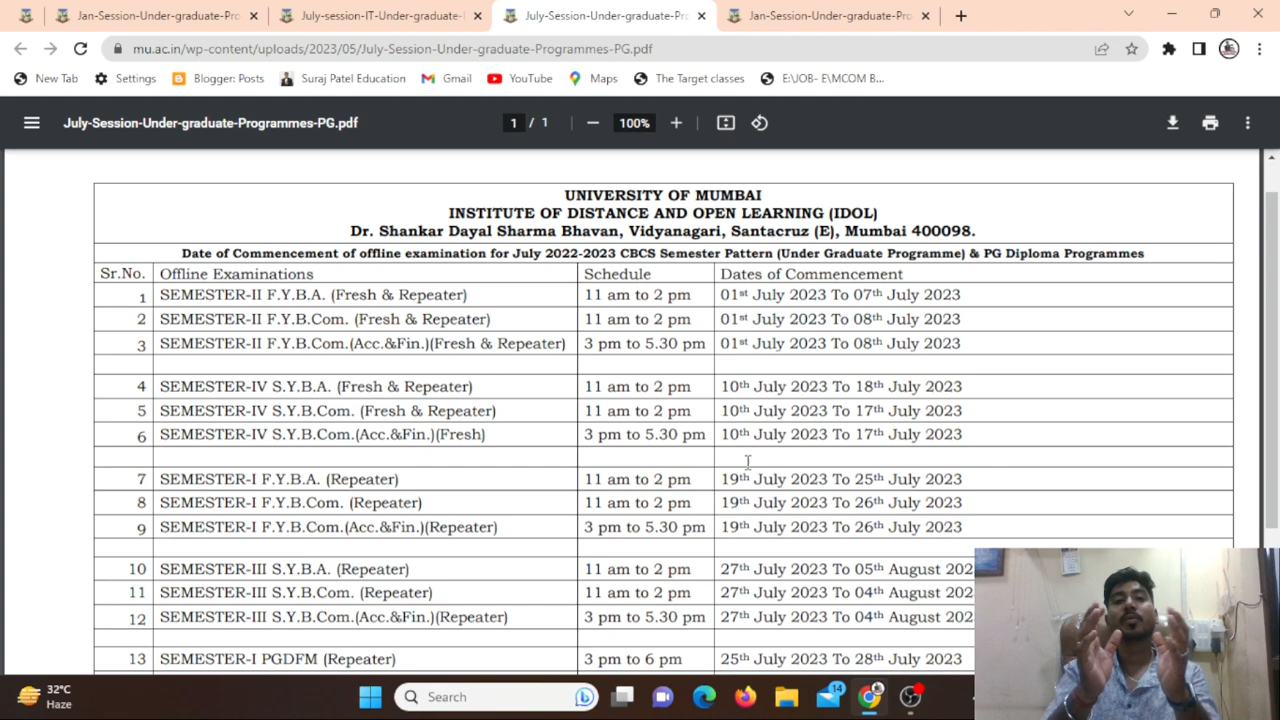 Jan-Session-Under-graduate-Pro
July-session-IT-Under-graduate-
July-Session-Under-graduate-Pro
Jan-Session-Under-graduate-Pro
mu.ac.in/wp-content/uploads/2023/05/July-Session-Under-graduate-Programmes-PG.pdf
New Tab Settings Blogger: Posts Suraj Patel Education Gmail YouTube Maps The Target classes E:\JOB- E\MCOM B...
July-Session-Under-graduate-Programmes-PG.pdf 1 / 1 100%
UNIVERSITY OF MUMBAI
INSTITUTE OF DISTANCE AND OPEN LEARNING (IDOL)
Dr. Shankar Dayal Sharma Bhavan, Vidyanagari, Santacruz (E), Mumbai 400098.
Date of Commencement of offline examination for July 2022-2023 CBCS Semester Pattern (Under Graduate Programme) & PG Diploma Programmes
Sr.No. Offline Examinations Schedule Dates of Commencement
1 SEMESTER-II F.Y.B.A. (Fresh & Repeater) 11 am to 2 pm 01st July 2023 To 07th July 2023
2 SEMESTER-II F.Y.B.Com. (Fresh & Repeater) 11 am to 2 pm 01st July 2023 To 08th July 2023
3 SEMESTER-II F.Y.B.Com.(Acc.&Fin.)(Fresh & Repeater) 3 pm to 5.30 pm 01st July 2023 To 08th July 2023
4 SEMESTER-IV S.Y.B.A. (Fresh & Repeater) 11 am to 2 pm 10th July 2023 To 18th July 2023
5 SEMESTER-IV S.Y.B.Com. (Fresh & Repeater) 11 am to 2 pm 10th July 2023 To 17th July 2023
6 SEMESTER-IV S.Y.B.Com.(Acc.&Fin.)(Fresh) 3 pm to 5.30 pm 10th July 2023 To 17th July 2023
7 SEMESTER-I F.Y.B.A. (Repeater) 11 am to 2 pm 19th July 2023 To 25th July 2023
8 SEMESTER-I F.Y.B.Com. (Repeater) 11 am to 2 pm 19th July 2023 To 26th July 2023
9 SEMESTER-I F.Y.B.Com.(Acc.&Fin.)(Repeater) 3 pm to 5.30 pm 19th July 2023 To 26th July 2023
10 SEMESTER-III S.Y.B.A. (Repeater) 11 am to 2 pm 27th July 2023 To 05th August 202
11 SEMESTER-III S.Y.B.Com. (Repeater) 11 am to 2 pm 27th July 2023 To 04th August 202
12 SEMESTER-III S.Y.B.Com.(Acc.&Fin.)(Repeater) 3 pm to 5.30 pm 27th July 2023 To 04th August 202
13 SEMESTER-I PGDFM (Repeater) 3 pm to 6 pm 25th July 2023 To 28th July 2023
32°C
Haze
Search
14